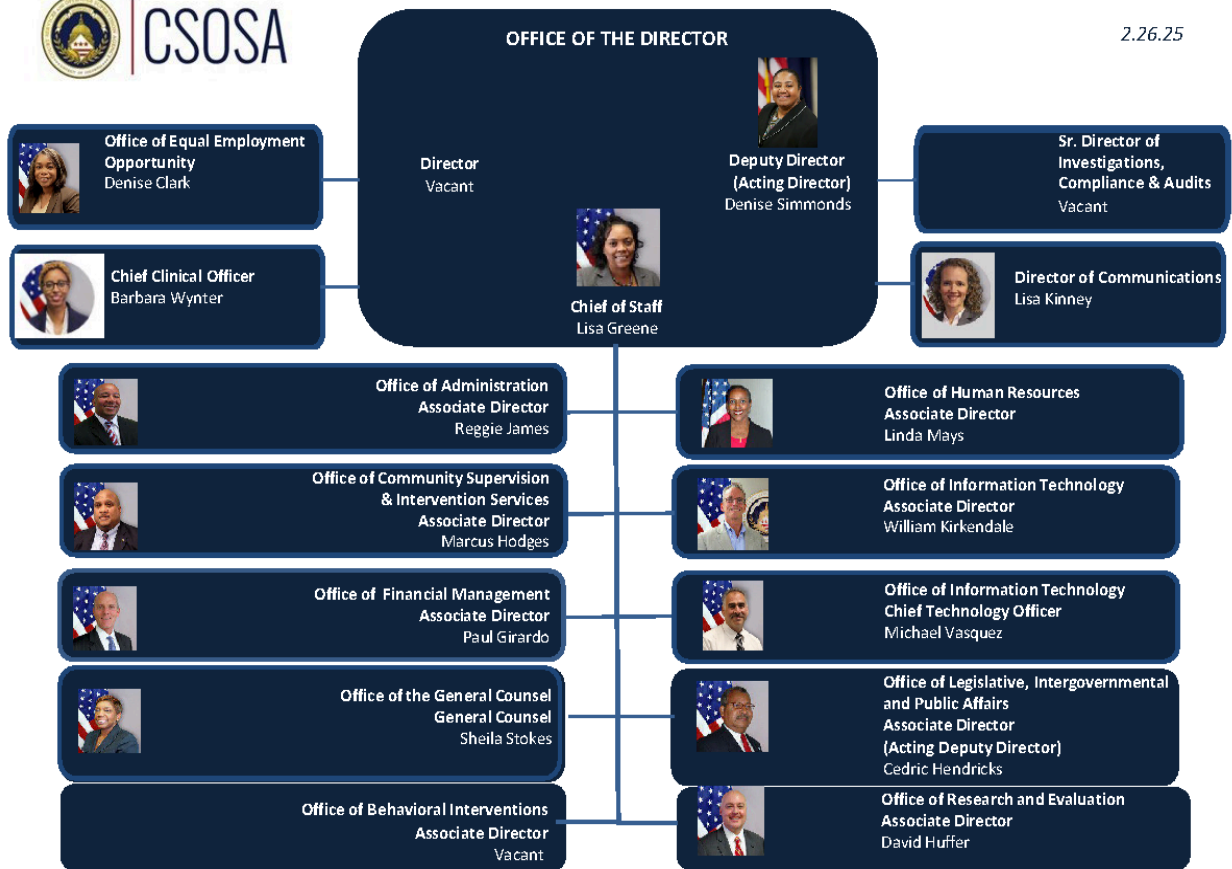 CSOSA
OFFICE OF THE DIRECTOR
2.26.25
Director
Vacant
Deputy Director
(Acting Director)
Denise Simmonds
Chief of Staff
Lisa Greene
Office of Equal Employment
Opportunity
Denise Clark
Sr. Director of
Investigations,
Compliance & Audits
Vacant
Chief Clinical Officer
Barbara Wynter
Director of Communications
Lisa Kinney
Office of Administration
Associate Director
Reggie James
Office of Human Resources
Associate Director
Linda Mays
Office of Community Supervision
& Intervention Services
Associate Director
Marcus Hodges
Office of Information Technology
Associate Director
William Kirkendale
Office of Financial Management
Associate Director
Paul Girardo
Office of Information Technology
Chief Technology Officer
Michael Vasquez
Office of the General Counsel
General Counsel
Sheila Stokes
Office of Legislative, Intergovernmental
and Public Affairs
Associate Director
(Acting Deputy Director)
Cedric Hendricks
Office of Behavioral Interventions
Associate Director
Vacant
Office of Research and Evaluation
Associate Director
David Huffer